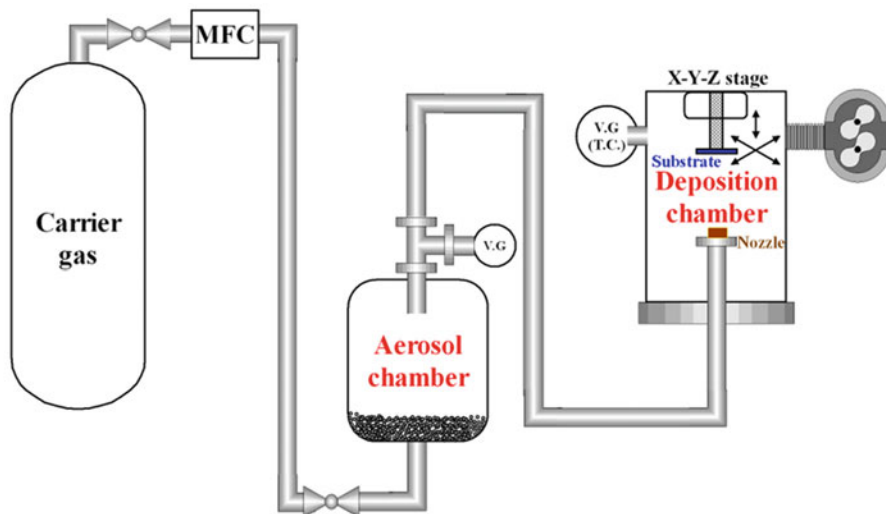 MFC
Carrier
gas
Aerosol
chamber
V.G
X-Y-Z stage
V.G
(T.C.)
Substrate
Deposition
chamber
Nozzle